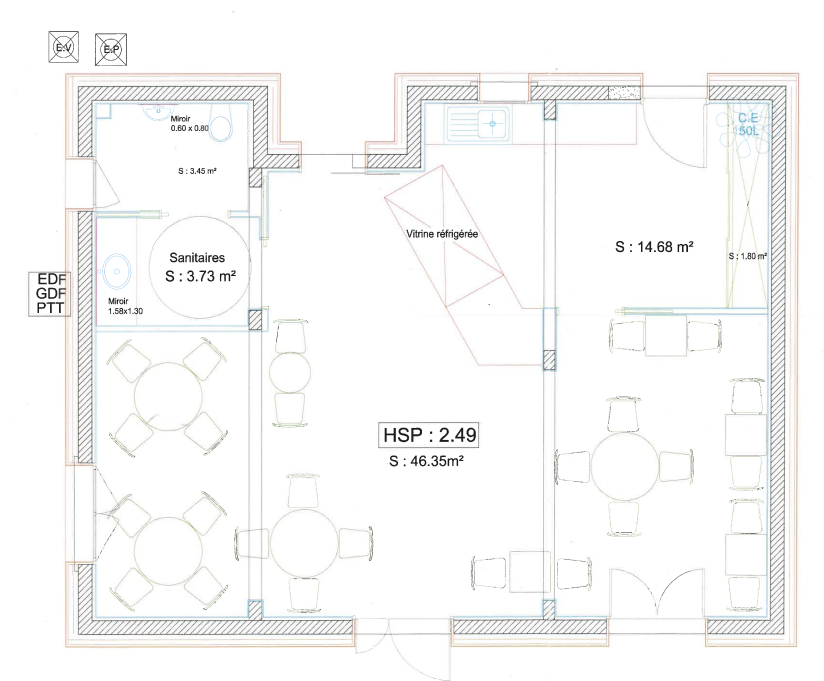 E.V
E.P
Miroir
0.60 x 0.80
S : 3.45 m²
C.E
50L
Vitrine réfrigérée
S : 14.68 m²
S : 1.80 m²
Sanitaires
S : 3.73 m²
EDF
GDF
PTT
Miroir
1.58x1.30
HSP : 2.49
S : 46.35m²